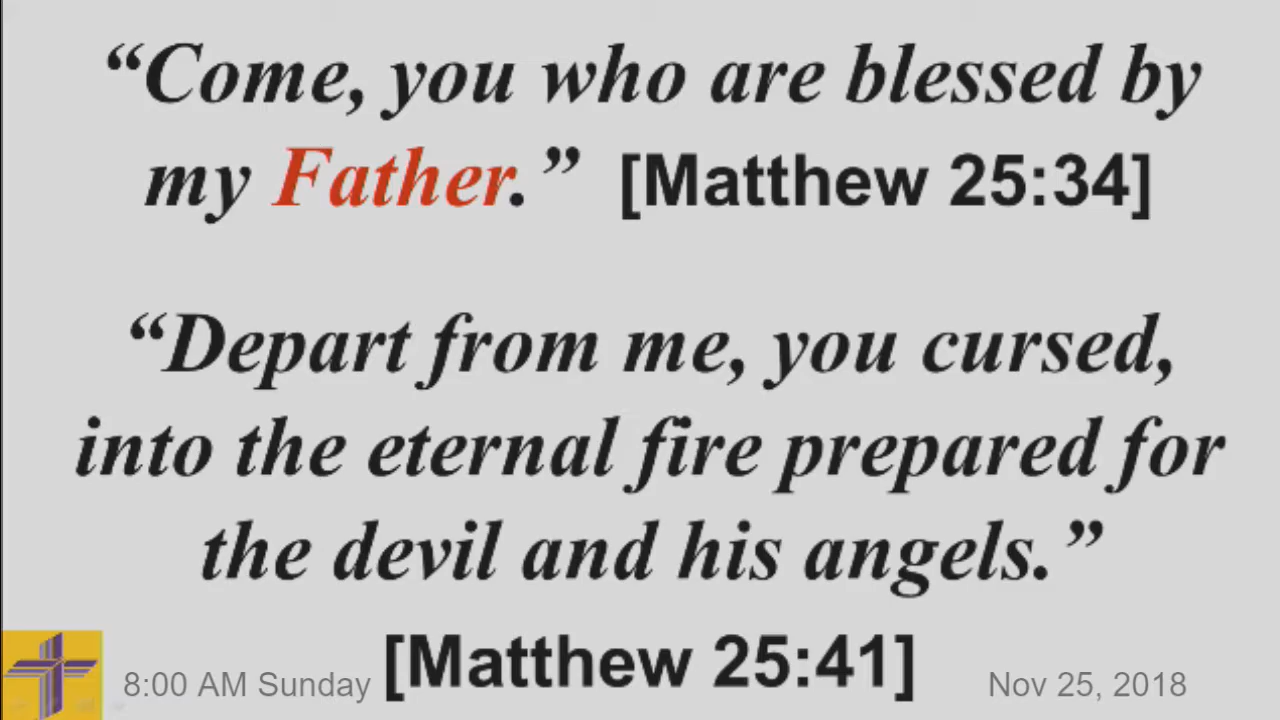 “Come, you who are blessed by
my Father.” [Matthew 25:34]
“Depart from me, you cursed,
into the eternal fire prepared for
the devil and his angels.”
[Matthew 25:41]
8:00 AM Sunday
Nov 25, 2018